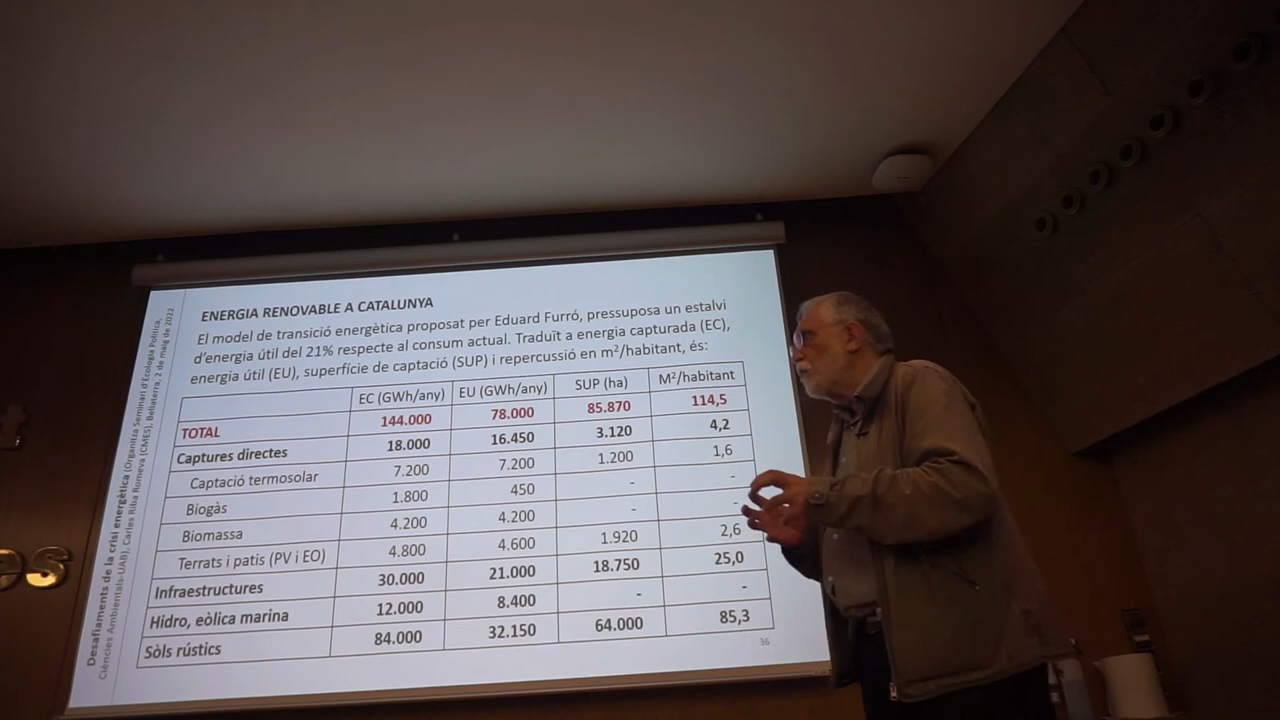 Desafiaments de la crisi energètica (Organitza Seminari d'Ecologia Política,
Ciències Ambientals-UAB), Carles Riba Romeva (CMES), Bellaterra, 2 de maig de 2022
ENERGIA RENOVABLE A CATALUNYA
El model de transició energètica proposat per Eduard Furró, pressuposa un estalvi
d'energia útil del 21% respecte al consum actual. Traduït a energia capturada (EC),
energia útil (EU), superfície de captació (SUP) i repercussió en m²/habitant, és:
EC (GWh/any) EU (GWh/any) SUP (ha) M²/habitant
TOTAL 144.000 78.000 85.870 114,5
Captures directes 18.000 16.450 3.120 4,2
Captació termosolar 7.200 7.200 1.200 1,6
Biogàs 1.800 450 - -
Biomassa 4.200 4.200 - -
Terrats i patis (PV i EO) 4.800 4.600 1.920 2,6
Infraestructures 30.000 21.000 18.750 25,0
Hidro, eòlica marina 12.000 8.400 - -
Sòls rústics 84.000 32.150 64.000 85,3
36